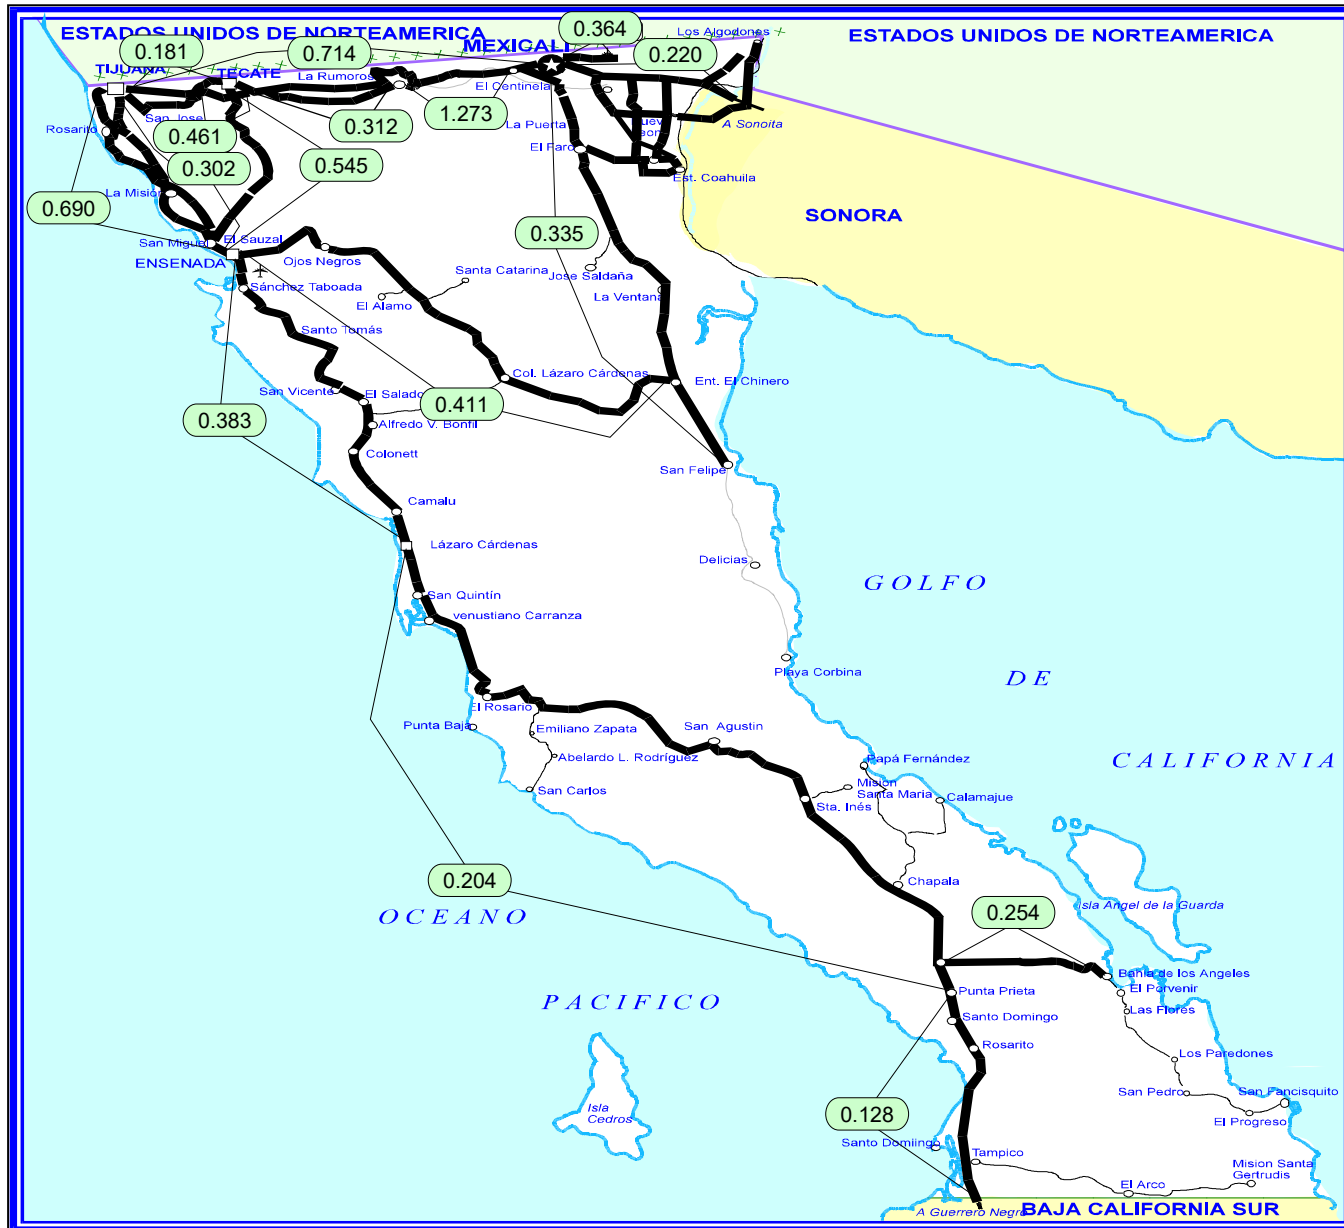 ESTADOS UNIDOS DE NORTEAMERICA
Los Algodones
ESTADOS UNIDOS DE NORTEAMERICA
0.181
0.714
MEXICALI
0.364
0.220
TIJUANA
TECATE
La Rumoros
El Centinela
San Jose
0.461
0.312
1.273
La Puerta
A Sonoita
Rosarito
0.302
0.545
El Faro
Est. Coahuila
La Misión
0.690
SONORA
0.335
San Miguel
El Sauzal
ENSENADA
Ojos Negros
Sánchez Taboada
Santa Catarina
El Alamo
Jose Saldaña
La Ventana
Santo Tomás
San Vicente
El Salado
Col. Lázaro Cárdenas
Ent. El Chinero
0.411
0.383
Alfredo V. Bonfil
Colonett
San Felipe
Camalu
Lázaro Cárdenas
Delicias
GOLFO
San Quintín
venustiano Carranza
Playa Corbina
DE
El Rosario
Punta Baja
Emiliano Zapata
San Agustin
Abelardo L. Rodríguez
Papá Fernández
CALIFORNIA
San Carlos
Mision
Santa Maria
Sta. Inés
Calamajue
0.204
Chapala
OCEANO
0.254
Isla Angel de la Guarda
PACIFICO
Bahia de los Angeles
El Porvenir
Punta Prieta
Las Flores
Santo Domingo
Rosarito
Los Paredones
San Pedro
San Fancisquito
El Progreso
Isla
Cedros
0.128
Santo Domiingo
Tampico
Mision Santa
Gertrudis
El Arco
A Guerrero Negro
BAJA CALIFORNIA SUR